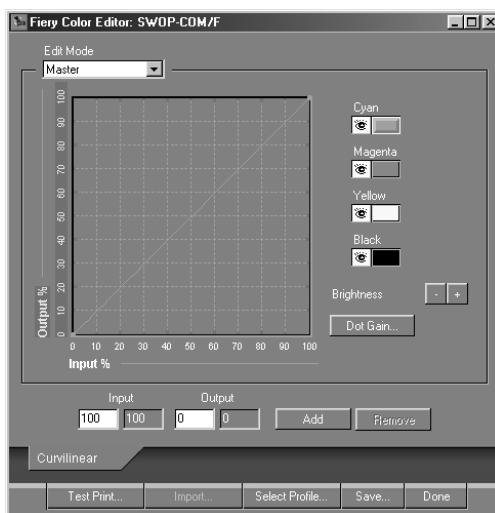 Fiery Color Editor: SWOP-COM/F
Edit Mode
Master
Cyan
Magenta
Yellow
Black
Brightness - +
Dot Gain...
Output %
100
90
80
70
60
50
40
30
20
10
0
0 10 20 30 40 50 60 70 80 90 100
Input %
Input Output
100 100 0 0 Add Remove
Curvilinear
Test Print... Import... Select Profile... Save... Done